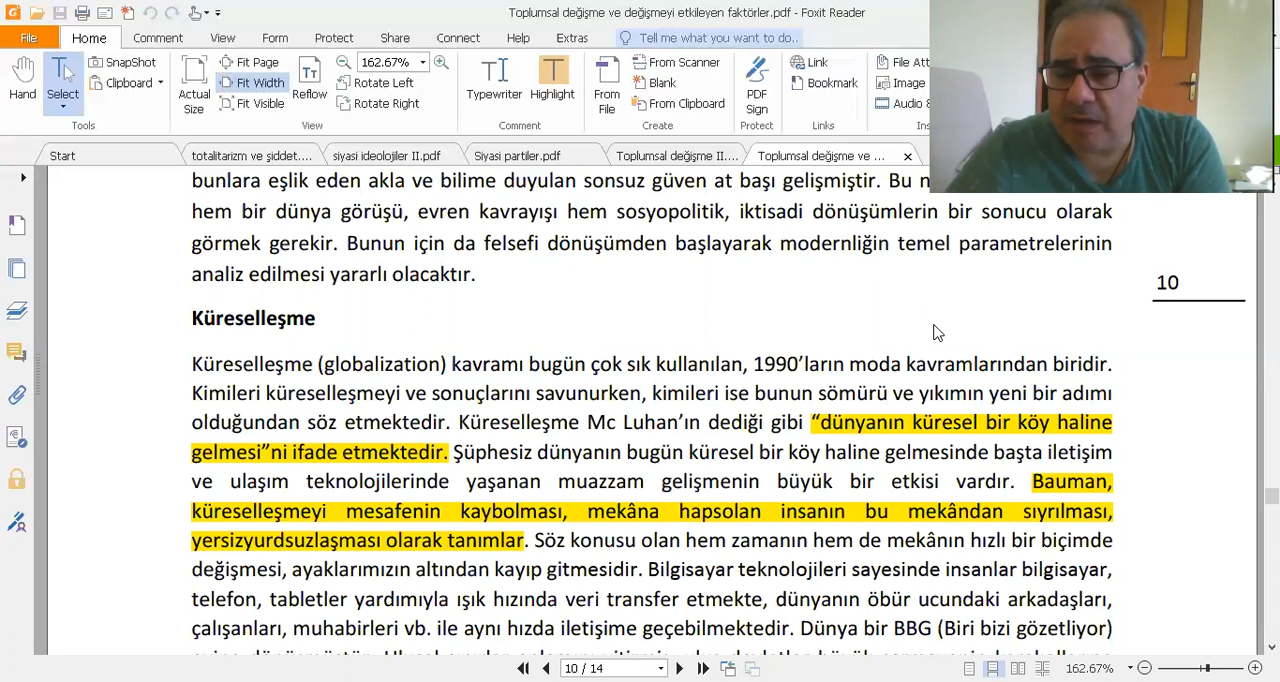 Toplumsal değişme ve değişmeyi etkileyen faktörler.pdf - Foxit Reader
File Home Comment View Form Protect Share Connect Help Extras Tell me what you want to do..
SnapShot Fit Page 162.67% From Scanner Link File Att
Clipboard Fit Width Rotate Left Blank Bookmark Image
Hand Select Actual Size Fit Visible Reflow Rotate Right Typewriter Highlight From File From Clipboard PDF Sign Audio &
Tools View Comment Create Protect Links Ins
Start totalitarizm ve şiddet.... siyasi ideolojiler II.pdf Siyasi partiler.pdf Toplumsal değişme II.... Toplumsal değişme ve ...
bunlara eşlik eden akla ve bilime duyulan sonsuz güven at başı gelişmiştir. Bu
hem bir dünya görüşü, evren kavrayışı hem sosyopolitik, iktisadi dönüşümlerin bir sonucu olarak
görmek gerekir. Bunun için da felsefi dönüşümden başlayarak modernliğin temel parametrelerinin
analiz edilmesi yararlı olacaktır.
10
Küreselleşme
Küreselleşme (globalization) kavramı bugün çok sık kullanılan, 1990’ların moda kavramlarından biridir.
Kimileri küreselleşmeyi ve sonuçlarını savunurken, kimileri ise bunun sömürü ve yıkımın yeni bir adımı
olduğundan söz etmektedir. Küreselleşme Mc Luhan’ın dediği gibi “dünyanın küresel bir köy haline
gelmesi”ni ifade etmektedir. Şüphesiz dünyanın bugün küresel bir köy haline gelmesinde başta iletişim
ve ulaşım teknolojilerinde yaşanan muazzam gelişmenin büyük bir etkisi vardır. Bauman,
küreselleşmeyi mesafenin kaybolması, mekâna hapsolan insanın bu mekândan sıyrılması,
yersizyurdsuzlaşması olarak tanımlar. Söz konusu olan hem zamanın hem de mekânın hızlı bir biçimde
değişmesi, ayaklarımızın altından kayıp gitmesidir. Bilgisayar teknolojileri sayesinde insanlar bilgisayar,
telefon, tabletler yardımıyla ışık hızında veri transfer etmekte, dünyanın öbür ucundaki arkadaşları,
çalışanları, muhabirleri vb. ile aynı hızda iletişime geçebilmektedir. Dünya bir BBG (Biri bizi gözetliyor)
10 / 14 162.67%